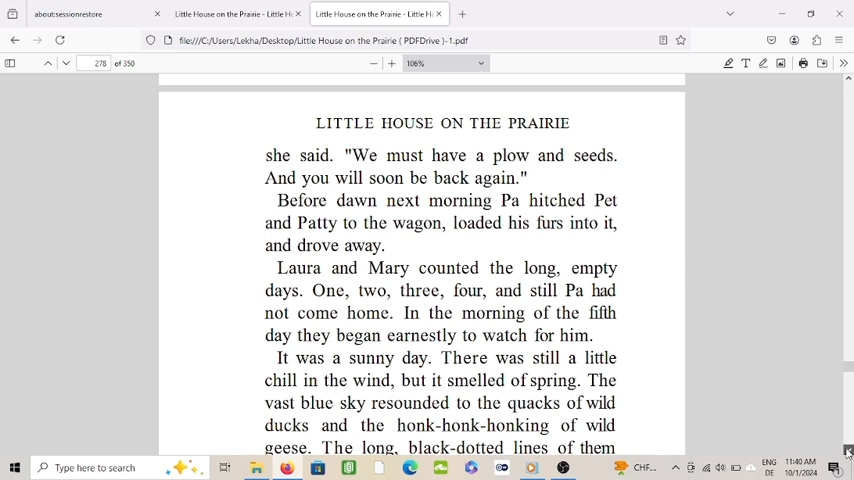 about:sessionrestore
Little House on the Prairie - Little H
Little House on the Prairie - Little H
file:///C:/Users/Lekha/Desktop/Little House on the Prairie ( PDFDrive )-1.pdf
278 of 350
106%
LITTLE HOUSE ON THE PRAIRIE
she said. "We must have a plow and seeds.
And you will soon be back again."
Before dawn next morning Pa hitched Pet
and Patty to the wagon, loaded his furs into it,
and drove away.
Laura and Mary counted the long, empty
days. One, two, three, four, and still Pa had
not come home. In the morning of the fifth
day they began earnestly to watch for him.
It was a sunny day. There was still a little
chill in the wind, but it smelled of spring. The
vast blue sky resounded to the quacks of wild
ducks and the honk-honk-honking of wild
geese. The long, black-dotted lines of them
Type here to search
CHF...
ENG
DE
11:40 AM
10/1/2024